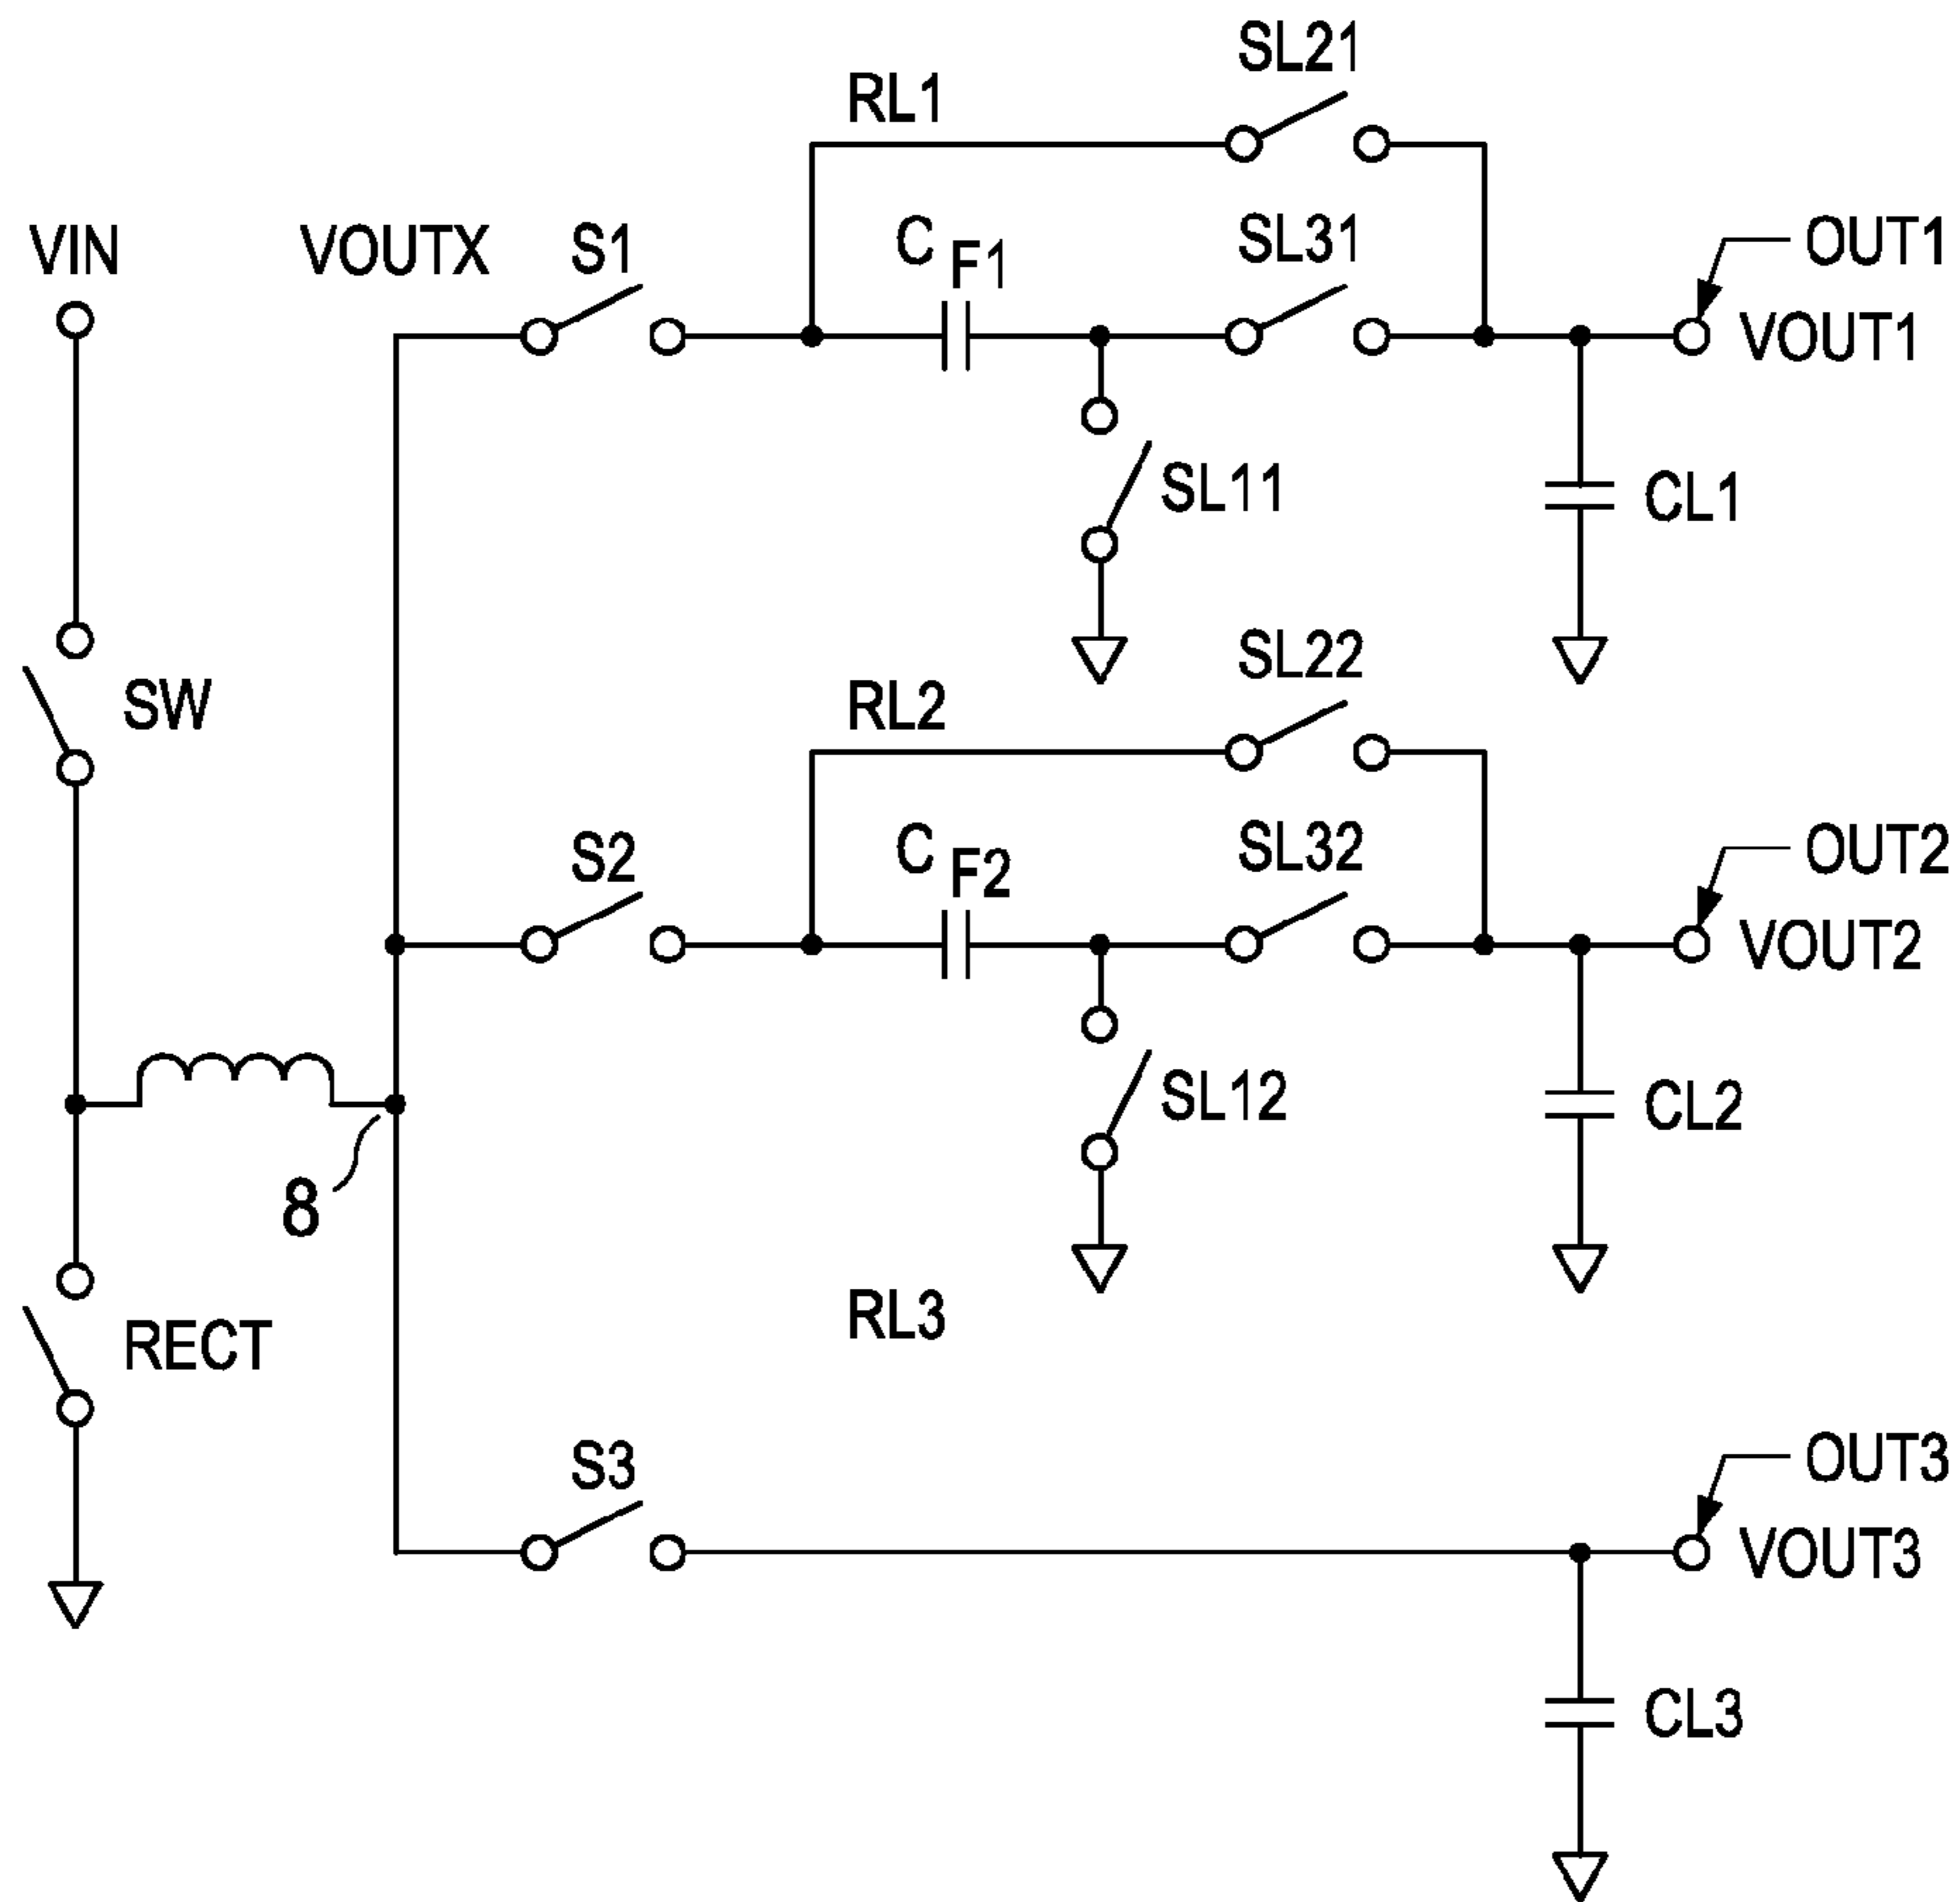 SL21
RL1
VIN
VOUTX
S1
C F1
SL31
OUT1
VOUT1
SL11
CL1
SW
RL2
SL22
S2
C F2
SL32
OUT2
VOUT2
SL12
CL2
8
RECT
RL3
S3
OUT3
VOUT3
CL3